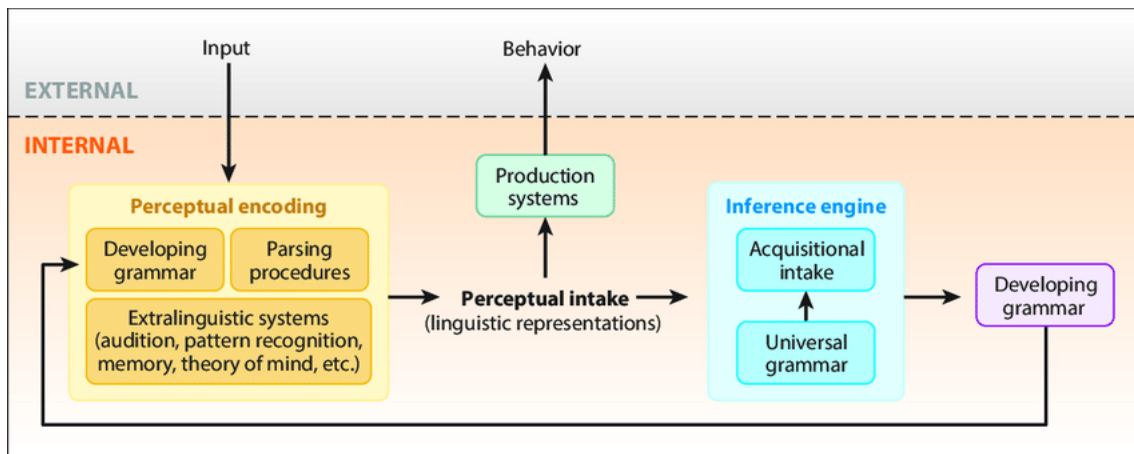 Input
Behavior
EXTERNAL
INTERNAL
Perceptual encoding
Developing
grammar
Parsing
procedures
Extralinguistic systems
(audition, pattern recognition,
memory, theory of mind, etc.)
Production
systems
Perceptual intake
(linguistic representations)
Inference engine
Acquisitional
intake
Universal
grammar
Developing
grammar